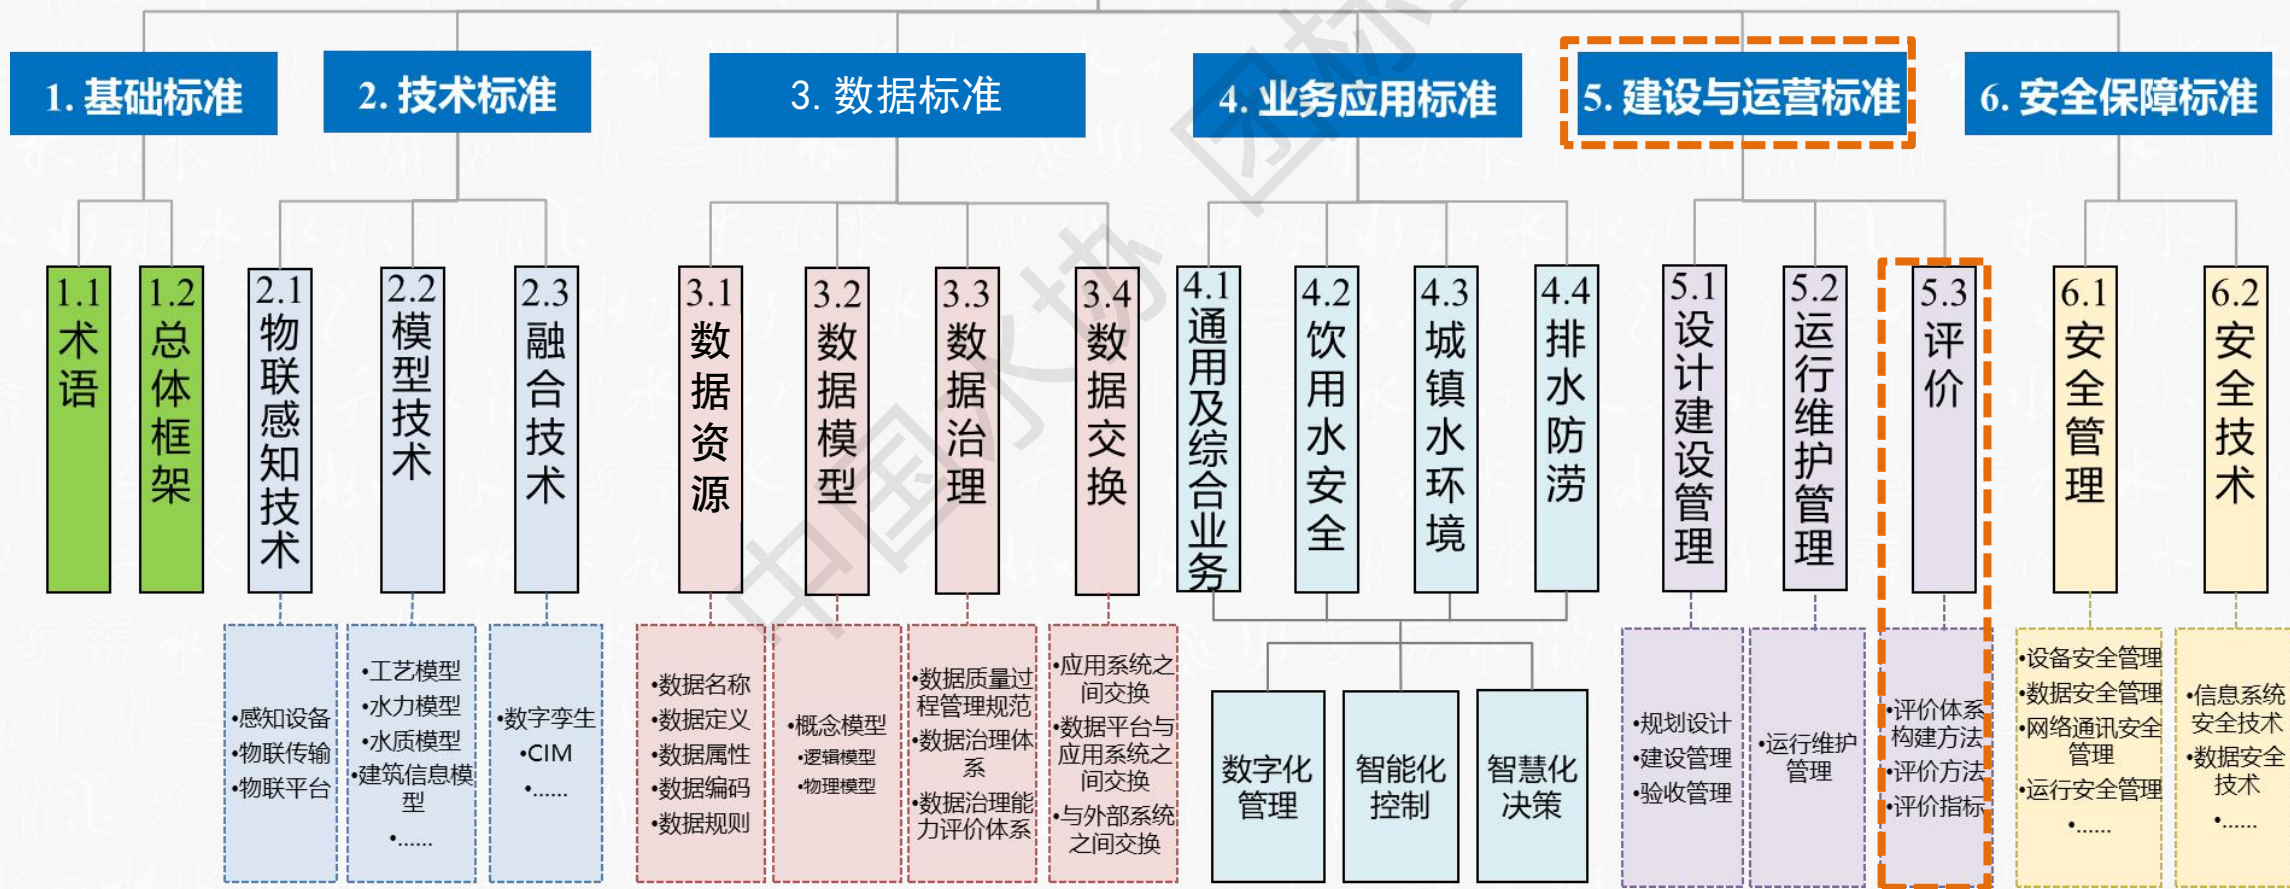 1. 基础标准
2. 技术标准
3. 数据标准
4. 业务应用标准
5. 建设与运营标准
6. 安全保障标准
1.1
术语
1.2
总体框架
2.1
物联感知技术
2.2
模型技术
2.3
融合技术
3.1
数据资源
3.2
数据模型
3.3
数据治理
3.4
数据交换
4.1
通用及综合业务
4.2
饮用水安全
4.3
城镇水环境
4.4
排水防涝
5.1
设计建设管理
5.2
运行维护管理
5.3
评价
6.1
安全管理
6.2
安全技术
•感知设备
•物联传输
•物联平台
•工艺模型
•水力模型
•水质模型
•建筑信息模
型
•......
•数字孪生
•CIM
•......
•数据名称
•数据定义
•数据属性
•数据编码
•数据规则
•概念模型
•逻辑模型
•物理模型
•数据质量过
程管理规范
•数据治理体
系
•数据治理能
力评价体系
•应用系统之
间交换
•数据平台与
应用系统之
间交换
•与外部系统
之间交换
数字化
管理
智能化
控制
智慧化
决策
•规划设计
•建设管理
•验收管理
•运行维护
管理
•评价体系
构建方法
•评价方法
•评价指标
•设备安全管理
•数据安全管理
•网络通讯安全
管理
•运行安全管理
•......
•信息系统
安全技术
•数据安全
技术
•......
中国水协 团标